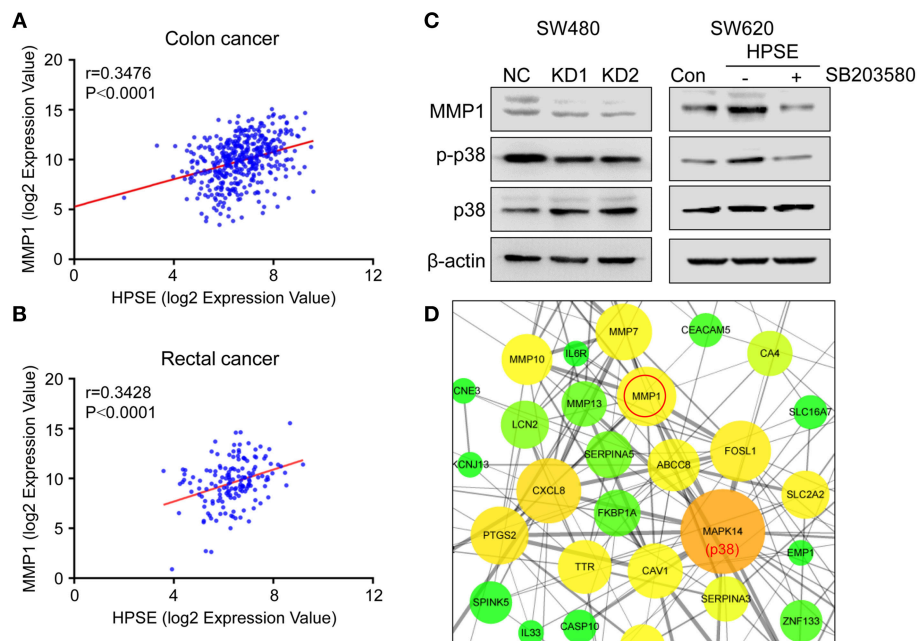 A
Colon cancer
r=0.3476
P<0.0001
20
15
10
5
0
0
4
8
12
MMP1 (log2 Expression Value)
HPSE (log2 Expression Value)
B
Rectal cancer
r=0.3428
P<0.0001
20
15
10
5
0
0
4
8
12
MMP1 (log2 Expression Value)
HPSE (log2 Expression Value)
C
SW480
SW620
HPSE
NC KD1 KD2
Con - + SB203580
MMP1
p-p38
p38
β-actin
D
MMP7
CEACAM5
MMP10
IL6R
CA4
CNE3
MMP1
MMP13
SLC16A7
LCN2
SERPINA5
FOSL1
KCNJ13
ABCC8
CXCL8
SLC2A2
FKBP1A
MAPK14
(p38)
PTGS2
EMP1
TTR
CAV1
SERPINA3
SPINK5
ZNF133
IL33
CASP10